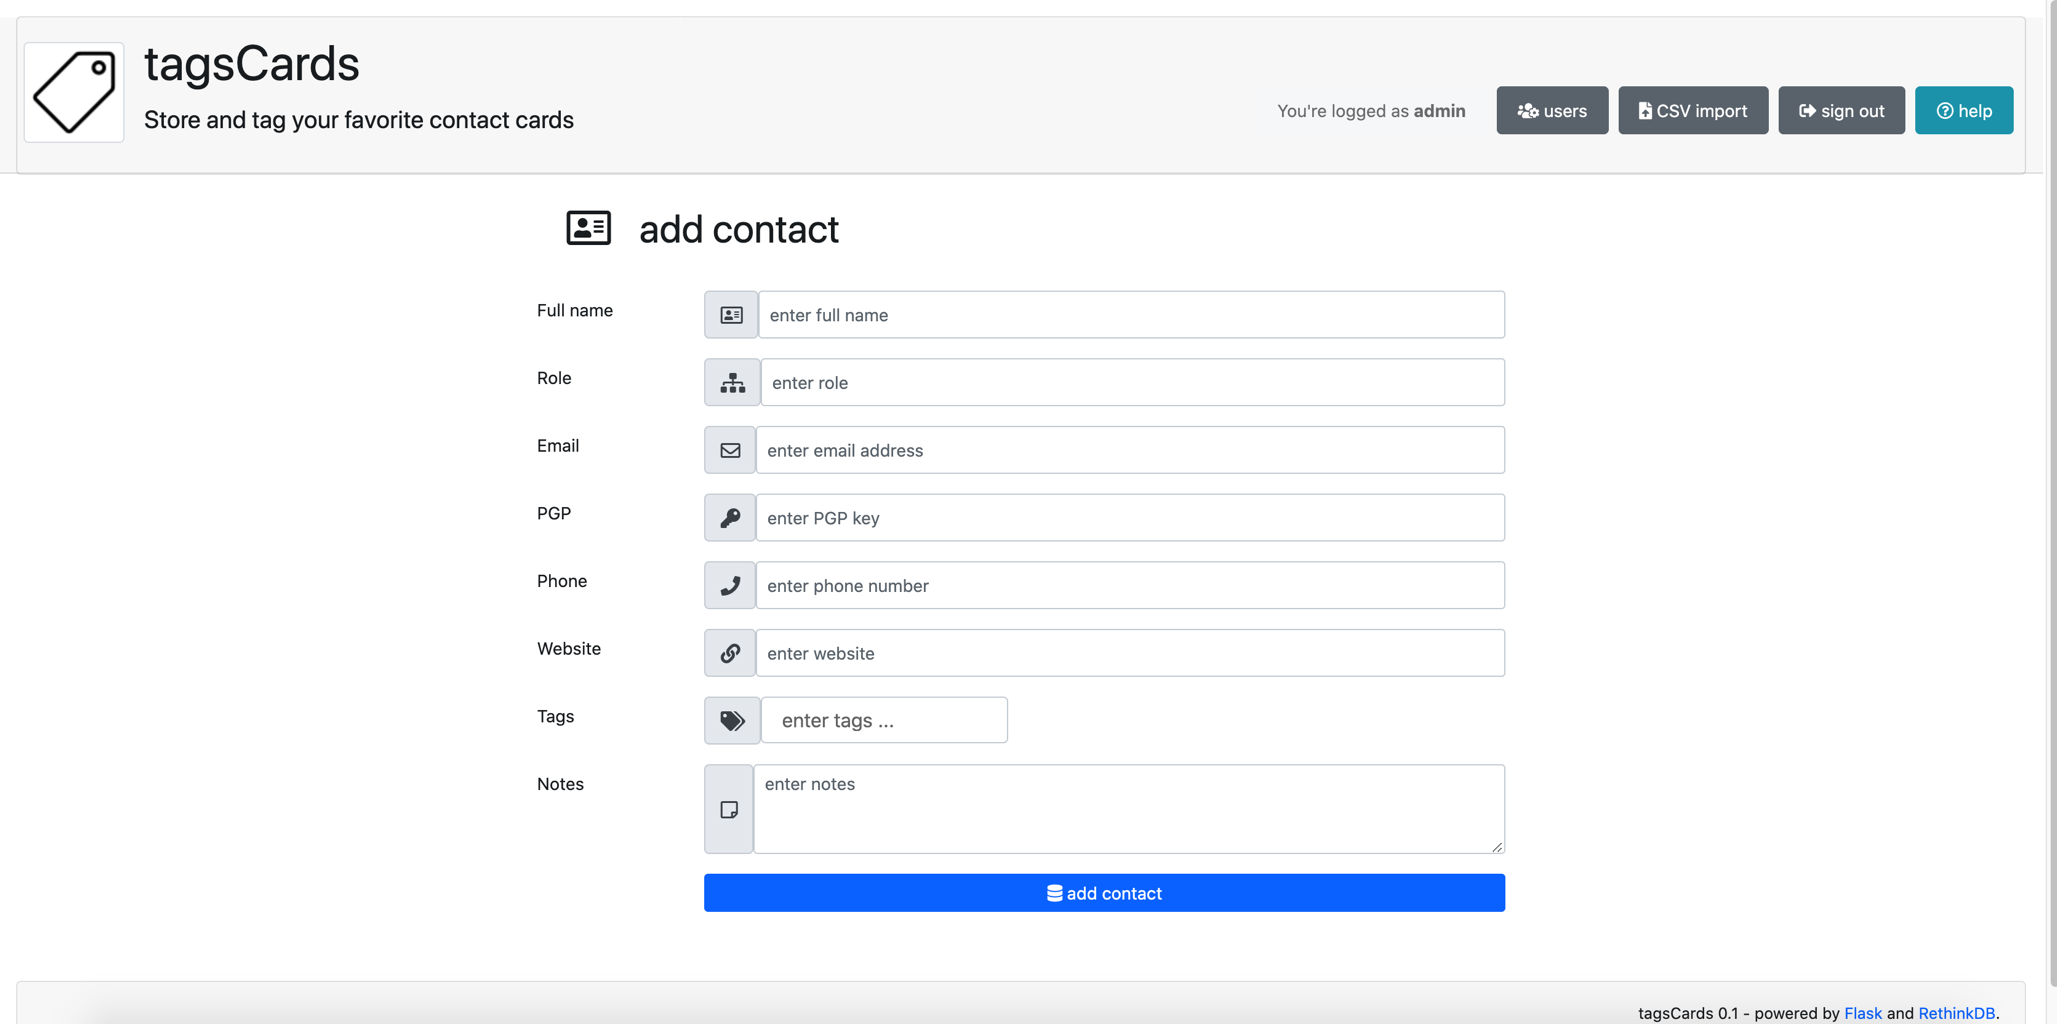 tagsCards
Store and tag your favorite contact cards
You're logged as admin
users
CSV import
sign out
help
add contact
Full name
enter full name
Role
enter role
Email
enter email address
PGP
enter PGP key
Phone
enter phone number
Website
enter website
Tags
enter tags ...
Notes
enter notes
add contact
tagsCards 0.1 - powered by Flask and RethinkDB.